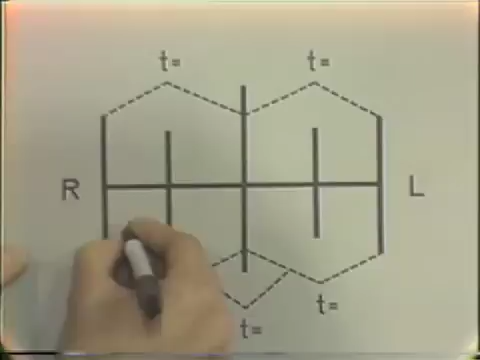 t= t=
R L
t=
t=